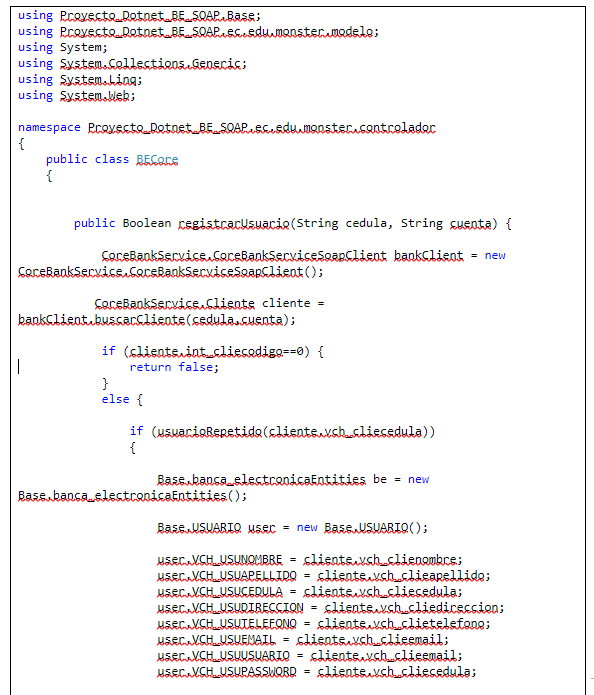 using Proyecto_Dotnet_BE_SOAP.Base;
using Proyecto_Dotnet_BE_SOAP.ec.edu.monster.modelo;
using System;
using System.Collections.Generic;
using System.Linq;
using System.Web;

namespace Proyecto_Dotnet_BE_SOAP.ec.edu.monster.controlador
{
    public class BECore
    {

        public Boolean registrarUsuario(String cedula, String cuenta) {

            CoreBankService.CoreBankServiceSoapClient bankClient = new
CoreBankService.CoreBankServiceSoapClient();

           CoreBankService.Cliente cliente =
bankClient.buscarCliente(cedula,cuenta);

            if (cliente.int_cliecodigo==0) {
                return false;
            }
            else {

                if (usuarioRepetido(cliente.vch_cliecedula))
                {

                    Base.banca_electronicaEntities be = new
Base.banca_electronicaEntities();

                    Base.USUARIO user = new Base.USUARIO();

                    user.VCH_USUNOMBRE = cliente.vch_clienombre;
                    user.VCH_USUAPELLIDO = cliente.vch_clieapellido;
                    user.VCH_USUCEDULA = cliente.vch_cliecedula;
                    user.VCH_USUDIRECCION = cliente.vch_cliedireccion;
                    user.VCH_USUTELEFONO = cliente.vch_clietelefono;
                    user.VCH_USUEMAIL = cliente.vch_clieemail;
                    user.VCH_USUUSUARIO = cliente.vch_clieemail;
                    user.VCH_USUPASSWORD = cliente.vch_cliecedula;